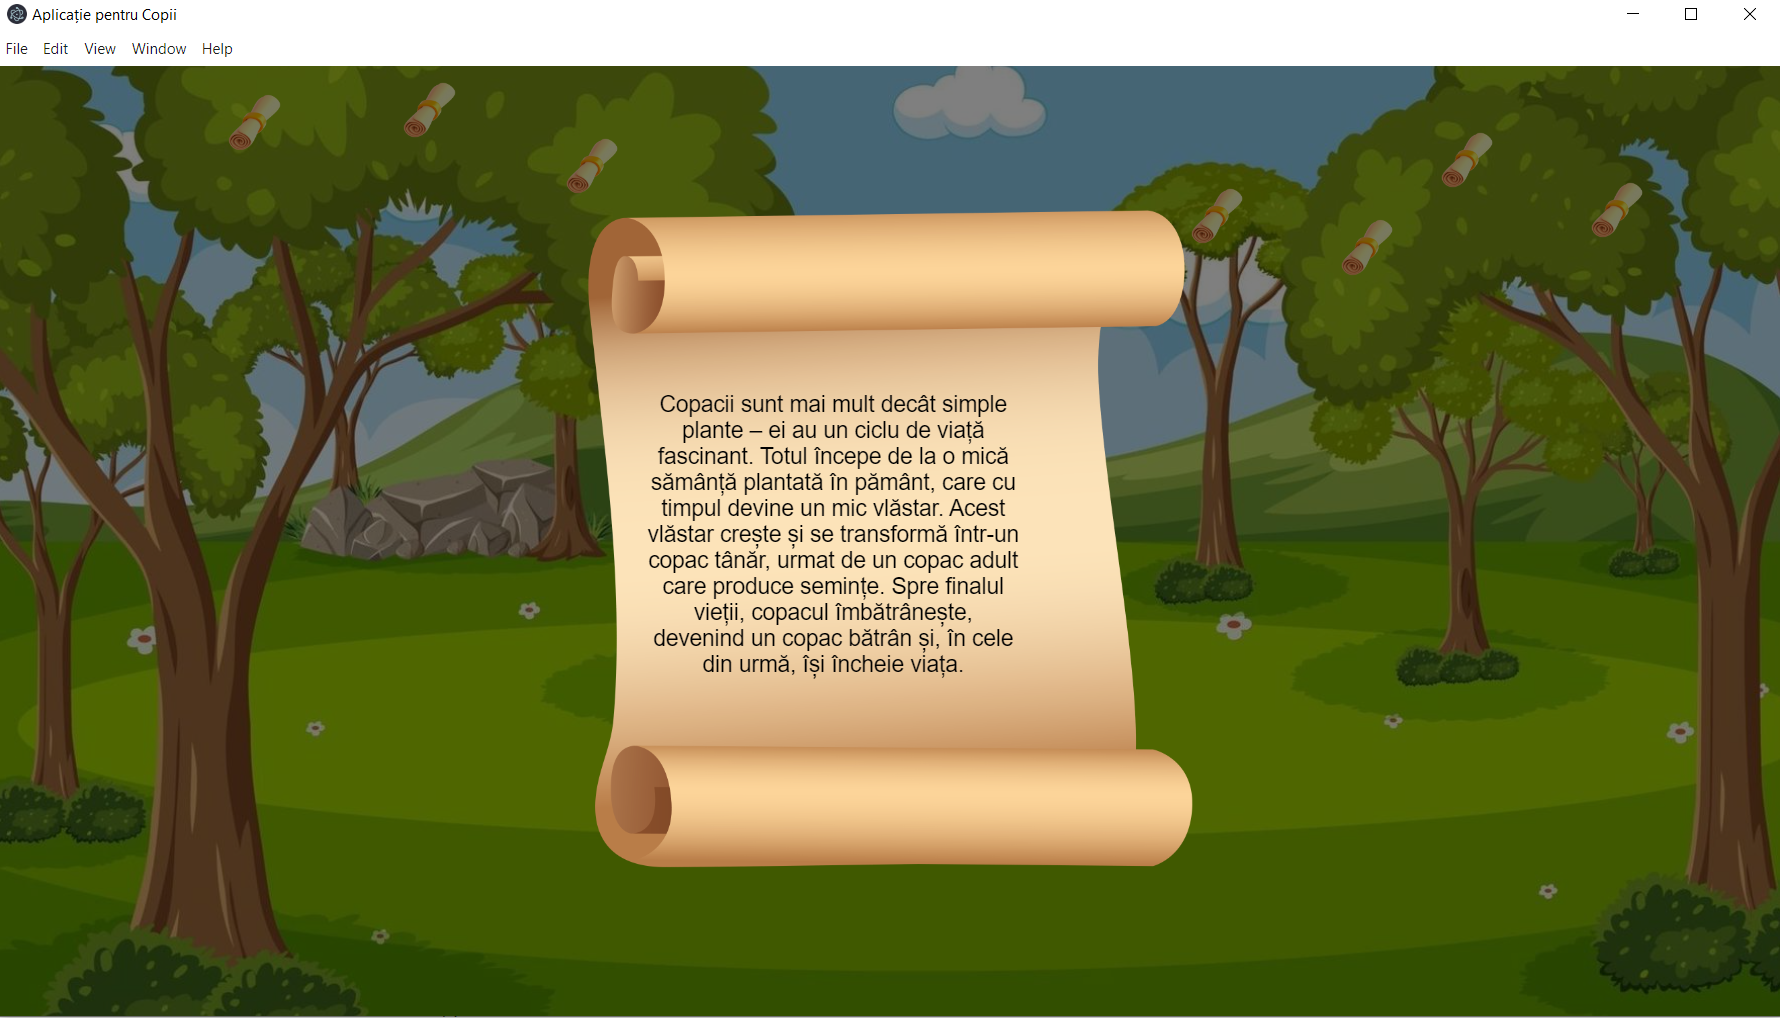 Aplicație pentru Copii
File Edit View Window Help
Copacii sunt mai mult decât simple
plante – ei au un ciclu de viață
fascinant. Totul începe de la o mică
sămânță plantată în pământ, care cu
timpul devine un mic vlăstar. Acest
vlăstar crește și se transformă într-un
copac tânăr, urmat de un copac adult
care produce semințe. Spre finalul
vieții, copacul îmbătrânește,
devenind un copac bătrân și, în cele
din urmă, își încheie viața.